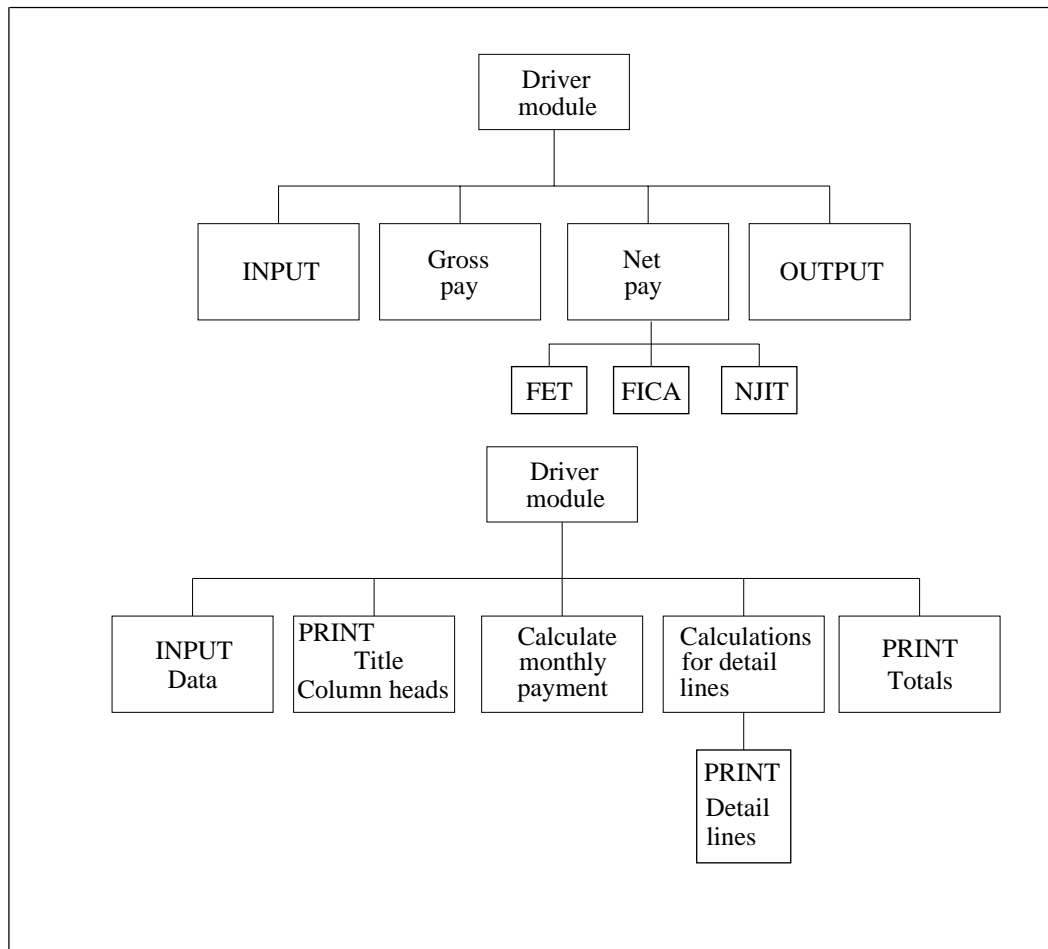 Driver
module
INPUT
Gross
pay
Net
pay
OUTPUT
FET
FICA
NJIT
Driver
module
INPUT
Data
PRINT
Title
Column heads
Calculate
monthly
payment
Calculations
for detail
lines
PRINT
Totals
PRINT
Detail
lines